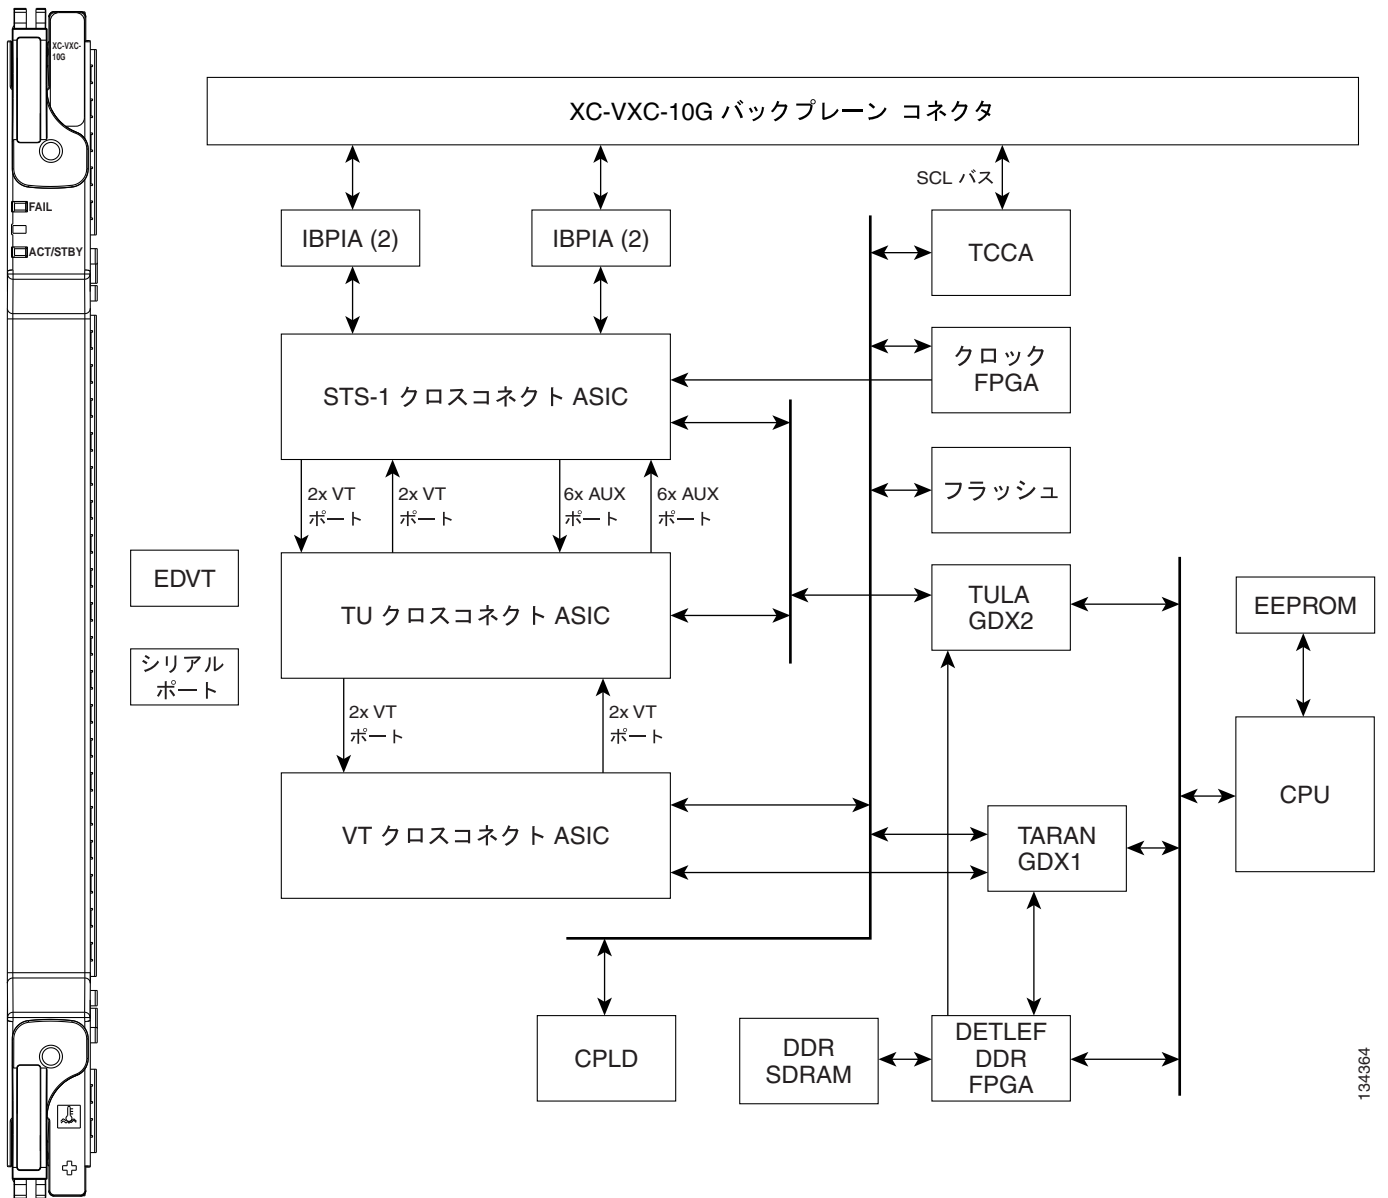 XC-VXC-
10G
FAIL
ACT/STBY
XC-VXC-10G バックプレーン コネクタ
SCL バス
IBPIA (2)
IBPIA (2)
TCCA
クロック
FPGA
STS-1 クロスコネクト ASIC
フラッシュ
2x VT
ポート
2x VT
ポート
6x AUX
ポート
6x AUX
ポート
EDVT
シリアル
ポート
TU クロスコネクト ASIC
TULA
GDX2
EEPROM
2x VT
ポート
2x VT
ポート
CPU
VT クロスコネクト ASIC
TARAN
GDX1
CPLD
DDR
SDRAM
DETLEF
DDR
FPGA
134364